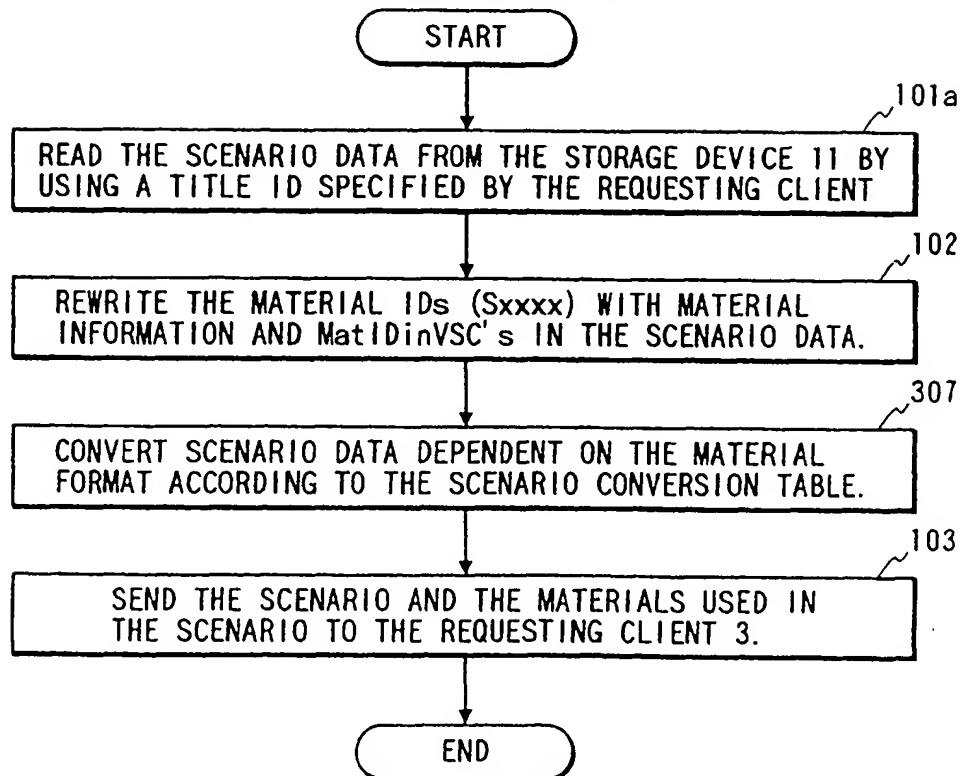 START
101a
READ THE SCENARIO DATA FROM THE STORAGE DEVICE 11 BY
USING A TITLE ID SPECIFIED BY THE REQUESTING CLIENT
102
REWRITE THE MATERIAL IDs (Sxxxx) WITH MATERIAL
INFORMATION AND MatIDinVSC's IN THE SCENARIO DATA.
307
CONVERT SCENARIO DATA DEPENDENT ON THE MATERIAL
FORMAT ACCORDING TO THE SCENARIO CONVERSION TABLE.
103
SEND THE SCENARIO AND THE MATERIALS USED IN
THE SCENARIO TO THE REQUESTING CLIENT 3.
END